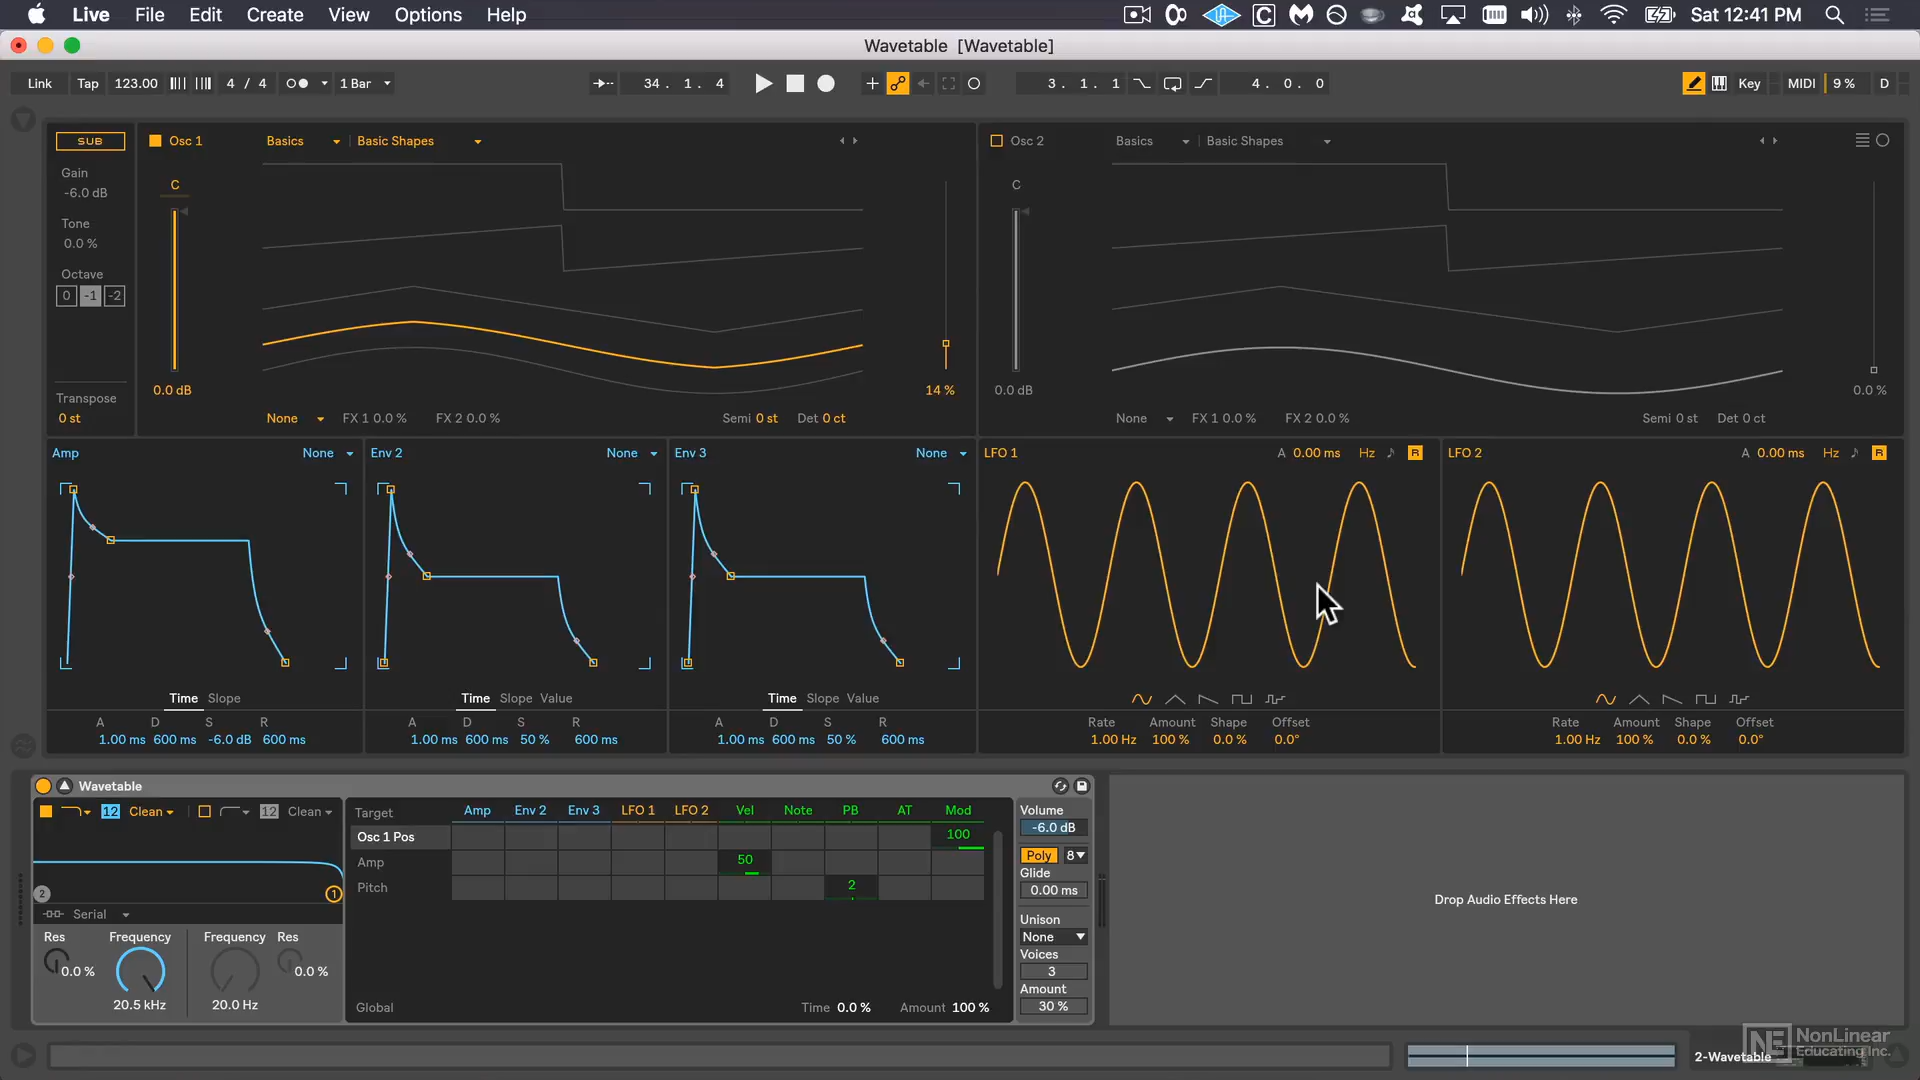 Live File Edit Create View Options Help Sat 12:41 PM
Wavetable [Wavetable]
Link Tap 123.00 4 / 4 1 Bar 34. 1. 4 3. 1. 1 4. 0. 0 Key MIDI 9 % D
SUB Osc 1 Basics Basic Shapes Osc 2 Basics Basic Shapes
Gain
-6.0 dB
C C
Tone
0.0 %
Octave
0 -1 -2
0.0 dB 14 % 0.0 dB 0.0 %
Transpose
0 st
None FX 1 0.0 % FX 2 0.0 % Semi 0 st Det 0 ct None FX 1 0.0 % FX 2 0.0 % Semi 0 st Det 0 ct
Amp None Env 2 None Env 3 None LFO 1 A 0.00 ms Hz R LFO 2 A 0.00 ms Hz R
Time Slope Time Slope Value Time Slope Value
A D S R A D S R A D S R Rate Amount Shape Offset Rate Amount Shape Offset
1.00 ms 600 ms -6.0 dB 600 ms 1.00 ms 600 ms 50 % 600 ms 1.00 ms 600 ms 50 % 600 ms 1.00 Hz 100 % 0.0 % 0.0° 1.00 Hz 100 % 0.0 % 0.0°
Wavetable
12 Clean 12 Clean
Target Amp Env 2 Env 3 LFO 1 LFO 2 Vel Note PB AT Mod
Osc 1 Pos 100
Amp 50
Pitch 2
2 1
Serial
Res Frequency Frequency Res
0.0 % 0.0 %
20.5 kHz 20.0 Hz
Global Time 0.0 % Amount 100 %
Volume
-6.0 dB
Poly 8
Glide
0.00 ms
Unison
None
Voices
3
Amount
30 %
Drop Audio Effects Here
2-Wavetable
NE NonLinear
Educating Inc.